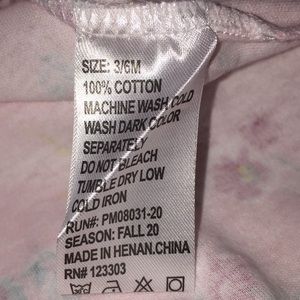 SIZE: 3/6M
100% COTTON
MACHINE WASH COLD
WASH DARK COLOR
SEPARATELY
DO NOT BLEACH
TUMBLE DRY LOW
COLD IRON
RUN#: PM08031-20
SEASON: FALL 20
MADE IN HENAN.CHINA
RN# 123303